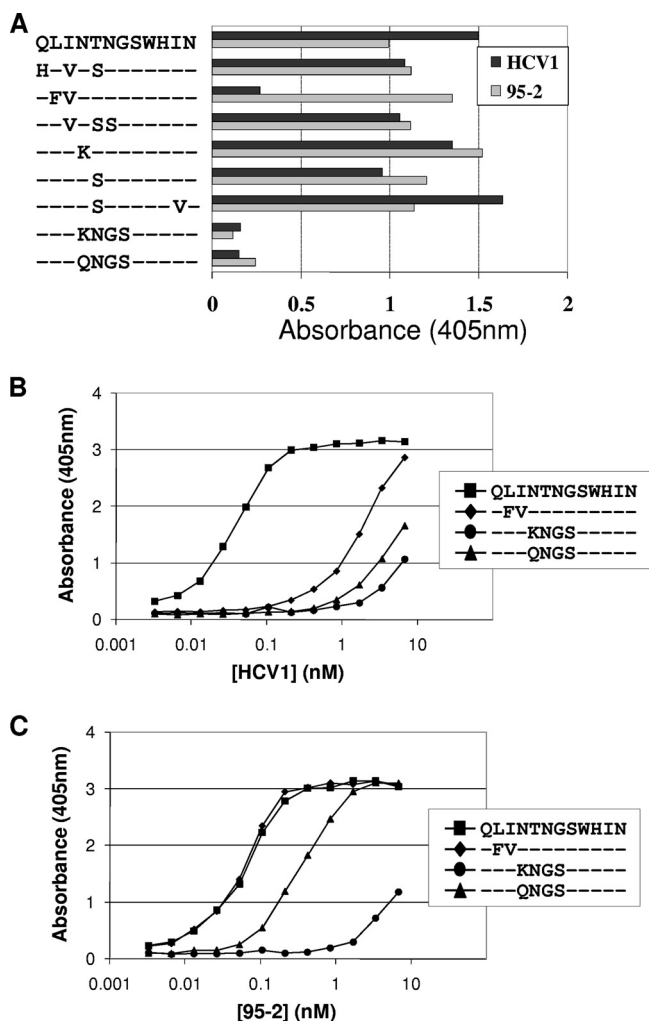 A
QLINTNGSWHIN
H-V-S-------
-FV---------
---V-SS-----
----K-------
----S-------
----S-----V-
----KNGS----
----QNGS----
HCV1
95-2
0 0.5 1 1.5 2
Absorbance (405nm)
B
Absorbance (405nm)
4
3
2
1
0
0.001 0.01 0.1 1 10
[HCV1] (nM)
QLINTNGSWHIN
-FV---------
----KNGS----
----QNGS----
C
Absorbance (405nm)
4
3
2
1
0
0.001 0.01 0.1 1 10
[95-2] (nM)
QLINTNGSWHIN
-FV---------
----KNGS----
----QNGS----